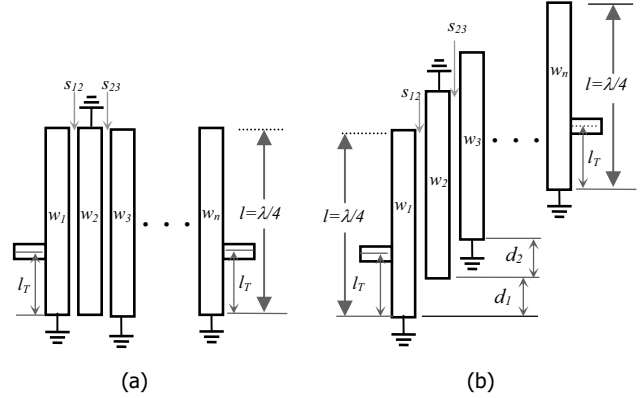 s12 s23
w1 w2 w3 wn
l=λ/4
lT
lT
(a)
s23
s12
w1
w2
w3
wn
l=λ/4
l=λ/4
lT
lT
d2
d1
(b)